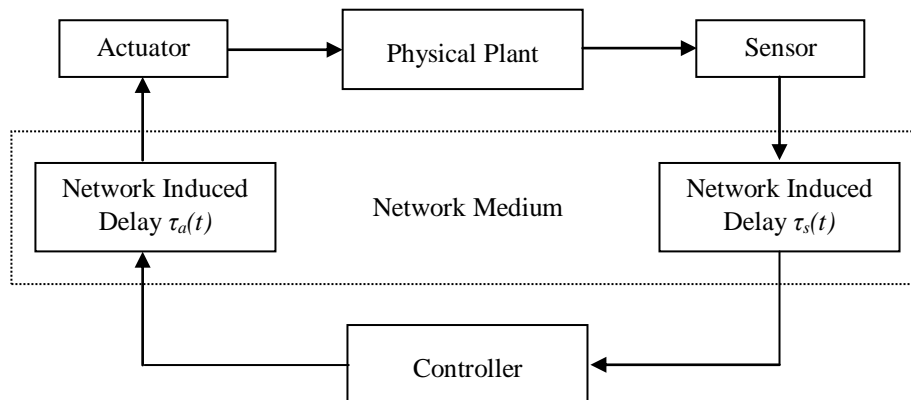 Actuator
Physical Plant
Sensor
Network Induced
Delay τₐ(t)
Network Medium
Network Induced
Delay τₛ(t)
Controller